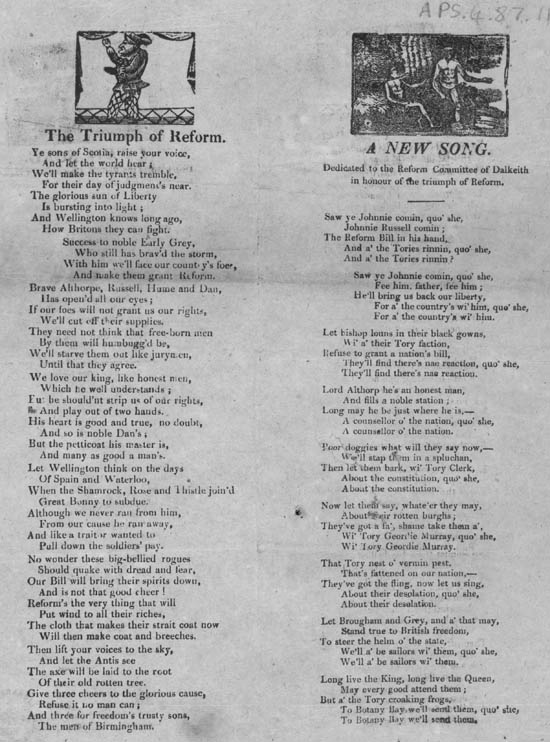 APS.4.87.11
The Triumph of Reform.
Ye sons of Scotia, raise your voice,
And let the world hear;
We'll make the tyrants tremble,
For their day of judgment's near.
The glorious sun of Liberty
Is bursting into light;
And Wellington knows long ago,
How Britons they can fight.
Success to noble Early Grey,
Who still has brav'd the storm,
With him we'll face our county's foes,
And make them grant Reform.
Brave Althorpe, Russell, Hume and Dan,
Has open'd all our eyes;
If our foes will not grant us our rights,
We'll cut off their supplies.
They need not think that free-born men
By them will humbugg'd be,
We'll starve them out like jurymen,
Until that they agree.
We love our king, like honest men,
Which he well understands;
But he should'nt strip us of our rights,
And play out of two hands.
His heart is good and true, no doubt,
And so is noble Dan's;
But the petticoat his master is,
And many as good a man's.
Let Wellington think on the days
Of Spain and Waterloo,
When the Shamrock, Rose and Thistle join'd
Great Bonny to subdue.
Although we never ran from him,
From our cause he ran away,
And like a traitor wanted to
Pull down the soldiers' pay.
No wonder these big-bellied rogues
Should quake with dread and fear,
Our Bill will bring their spirits down,
And is not that good cheer!
Reform's the very thing that will
Put wind to all their riches,
The cloth that makes their strait coat now
Will then make coat and breeches.
Then lift your voices to the sky,
And let the Antis see
The axe will be laid to the root
Of their old rotten tree.
Give three cheers to the glorious cause,
Refuse it no man can;
And three for freedom's trusty sons,
The men of Birmingham.
A NEW SONG.
Dedicated to the Reform Committee of Dalkeith
in honour of the triumph of Reform.
Saw ye Johnnie comin, quo' she,
Johnnie Russell comin;
The Reform Bill in his hand,
And a' the Tories rinnin, quo' she,
And a' the Tories rinnin?
Saw ye Johnnie comin, quo' she,
Fee him, father, fee him;
He'll bring us back our liberty,
For a' the country's wi' him, quo' she,
For a' the country's wi' him.
Let bishop louns in their black gowns,
Wi' a' their Tory faction,
Refuse to grant a nation's bill,
They'll find there's nae reaction, quo' she,
They'll find there's nae reaction.
Lord Althorp he's an honest man,
And fills a noble station;
Long may he be just where he is,—
A counsellor o' the nation, quo' she,
A counsellor o' the nation.
Poor doggies what will they say now,—
We'll stap them in a spluchan,
Then let them bark, wi' Tory Clerk,
About the constitution, quo' she,
About the constitution.
Now let them say, whate'er they may,
About their rotten burghs;
They've got a fa', shame take them a',
Wi' Tory Geordie Murray, quo' she,
Wi' Tory Geordie Murray.
That Tory nest o' vermin pest,
That's fattened on our nation,—
They've got the fling, now let us sing,
About their desolation, quo' she,
About their desolation.
Let Brougham and Grey, and a' that may,
Stand true to British freedom,
To steer the helm o' the state,
We'll a' be sailors wi' them, quo' she,
We'll a' be sailors wi' them.
Long live the King, long live the Queen,
May every good attend them;
But a' the Tory croaking frogs,
To Botany Bay we'll send them, quo' she,
To Botany Bay we'll send them.